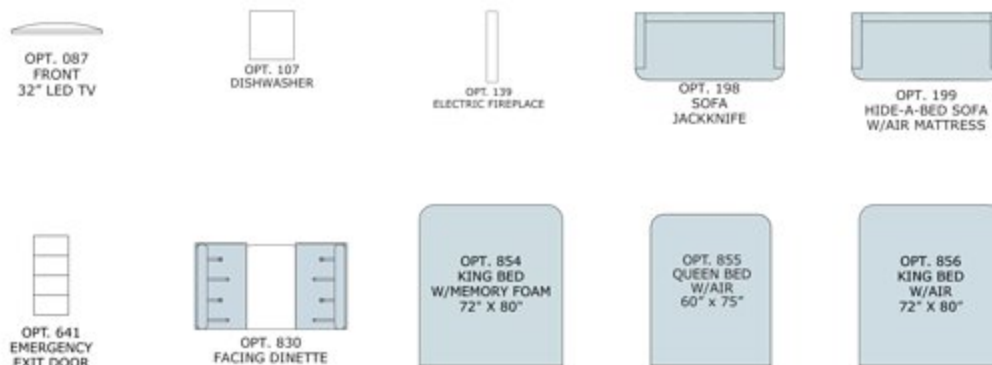 OPT. 087
FRONT
32" LED TV
OPT. 107
DISHWASHER
OPT. 139
ELECTRIC FIREPLACE
OPT. 198
SOFA
JACKKNIFE
OPT. 199
HIDE-A-BED SOFA
W/AIR MATTRESS
OPT. 641
EMERGENCY
EXIT DOOR
OPT. 830
FACING DINETTE
OPT. 854
KING BED
W/MEMORY FOAM
72" X 80"
OPT. 855
QUEEN BED
W/AIR
60" x 75"
OPT. 856
KING BED
W/AIR
72" X 80"